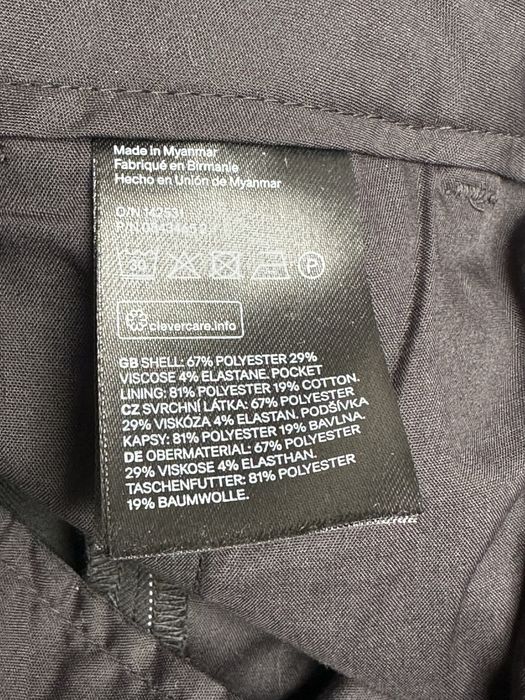 Made in Myanmar
Fabriqué en Birmanie
Hecho en Unión de Myanmar
D/N 142531
clevercare.info
GB SHELL: 67% POLYESTER 29%
VISCOSE 4% ELASTANE. POCKET
LINING: 81% POLYESTER 19% COTTON.
CZ SVRCHNÍ LÁTKA: 67% POLYESTER
29% VISKÓZA 4% ELASTAN. PODŠÍVKA
KAPSY: 81% POLYESTER 19% BAVLNA.
DE OBERMATERIAL: 67% POLYESTER
29% VISKOSE 4% ELASTHAN.
TASCHENFUTTER: 81% POLYESTER
19% BAUMWOLLE.